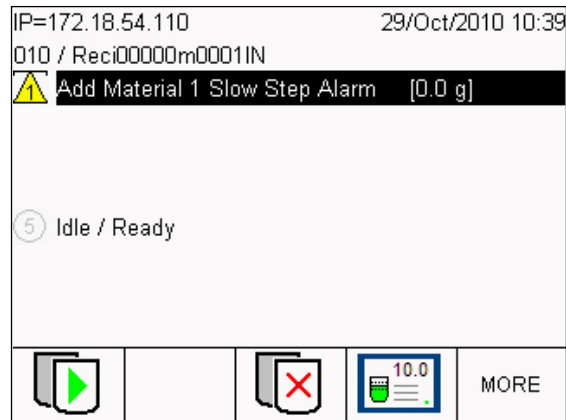 IP=172.18.54.110 29/Oct/2010 10:39
010 / Reci00000m0001IN
1 Add Material 1 Slow Step Alarm [0.0 g]
5 Idle / Ready
10.0 MORE